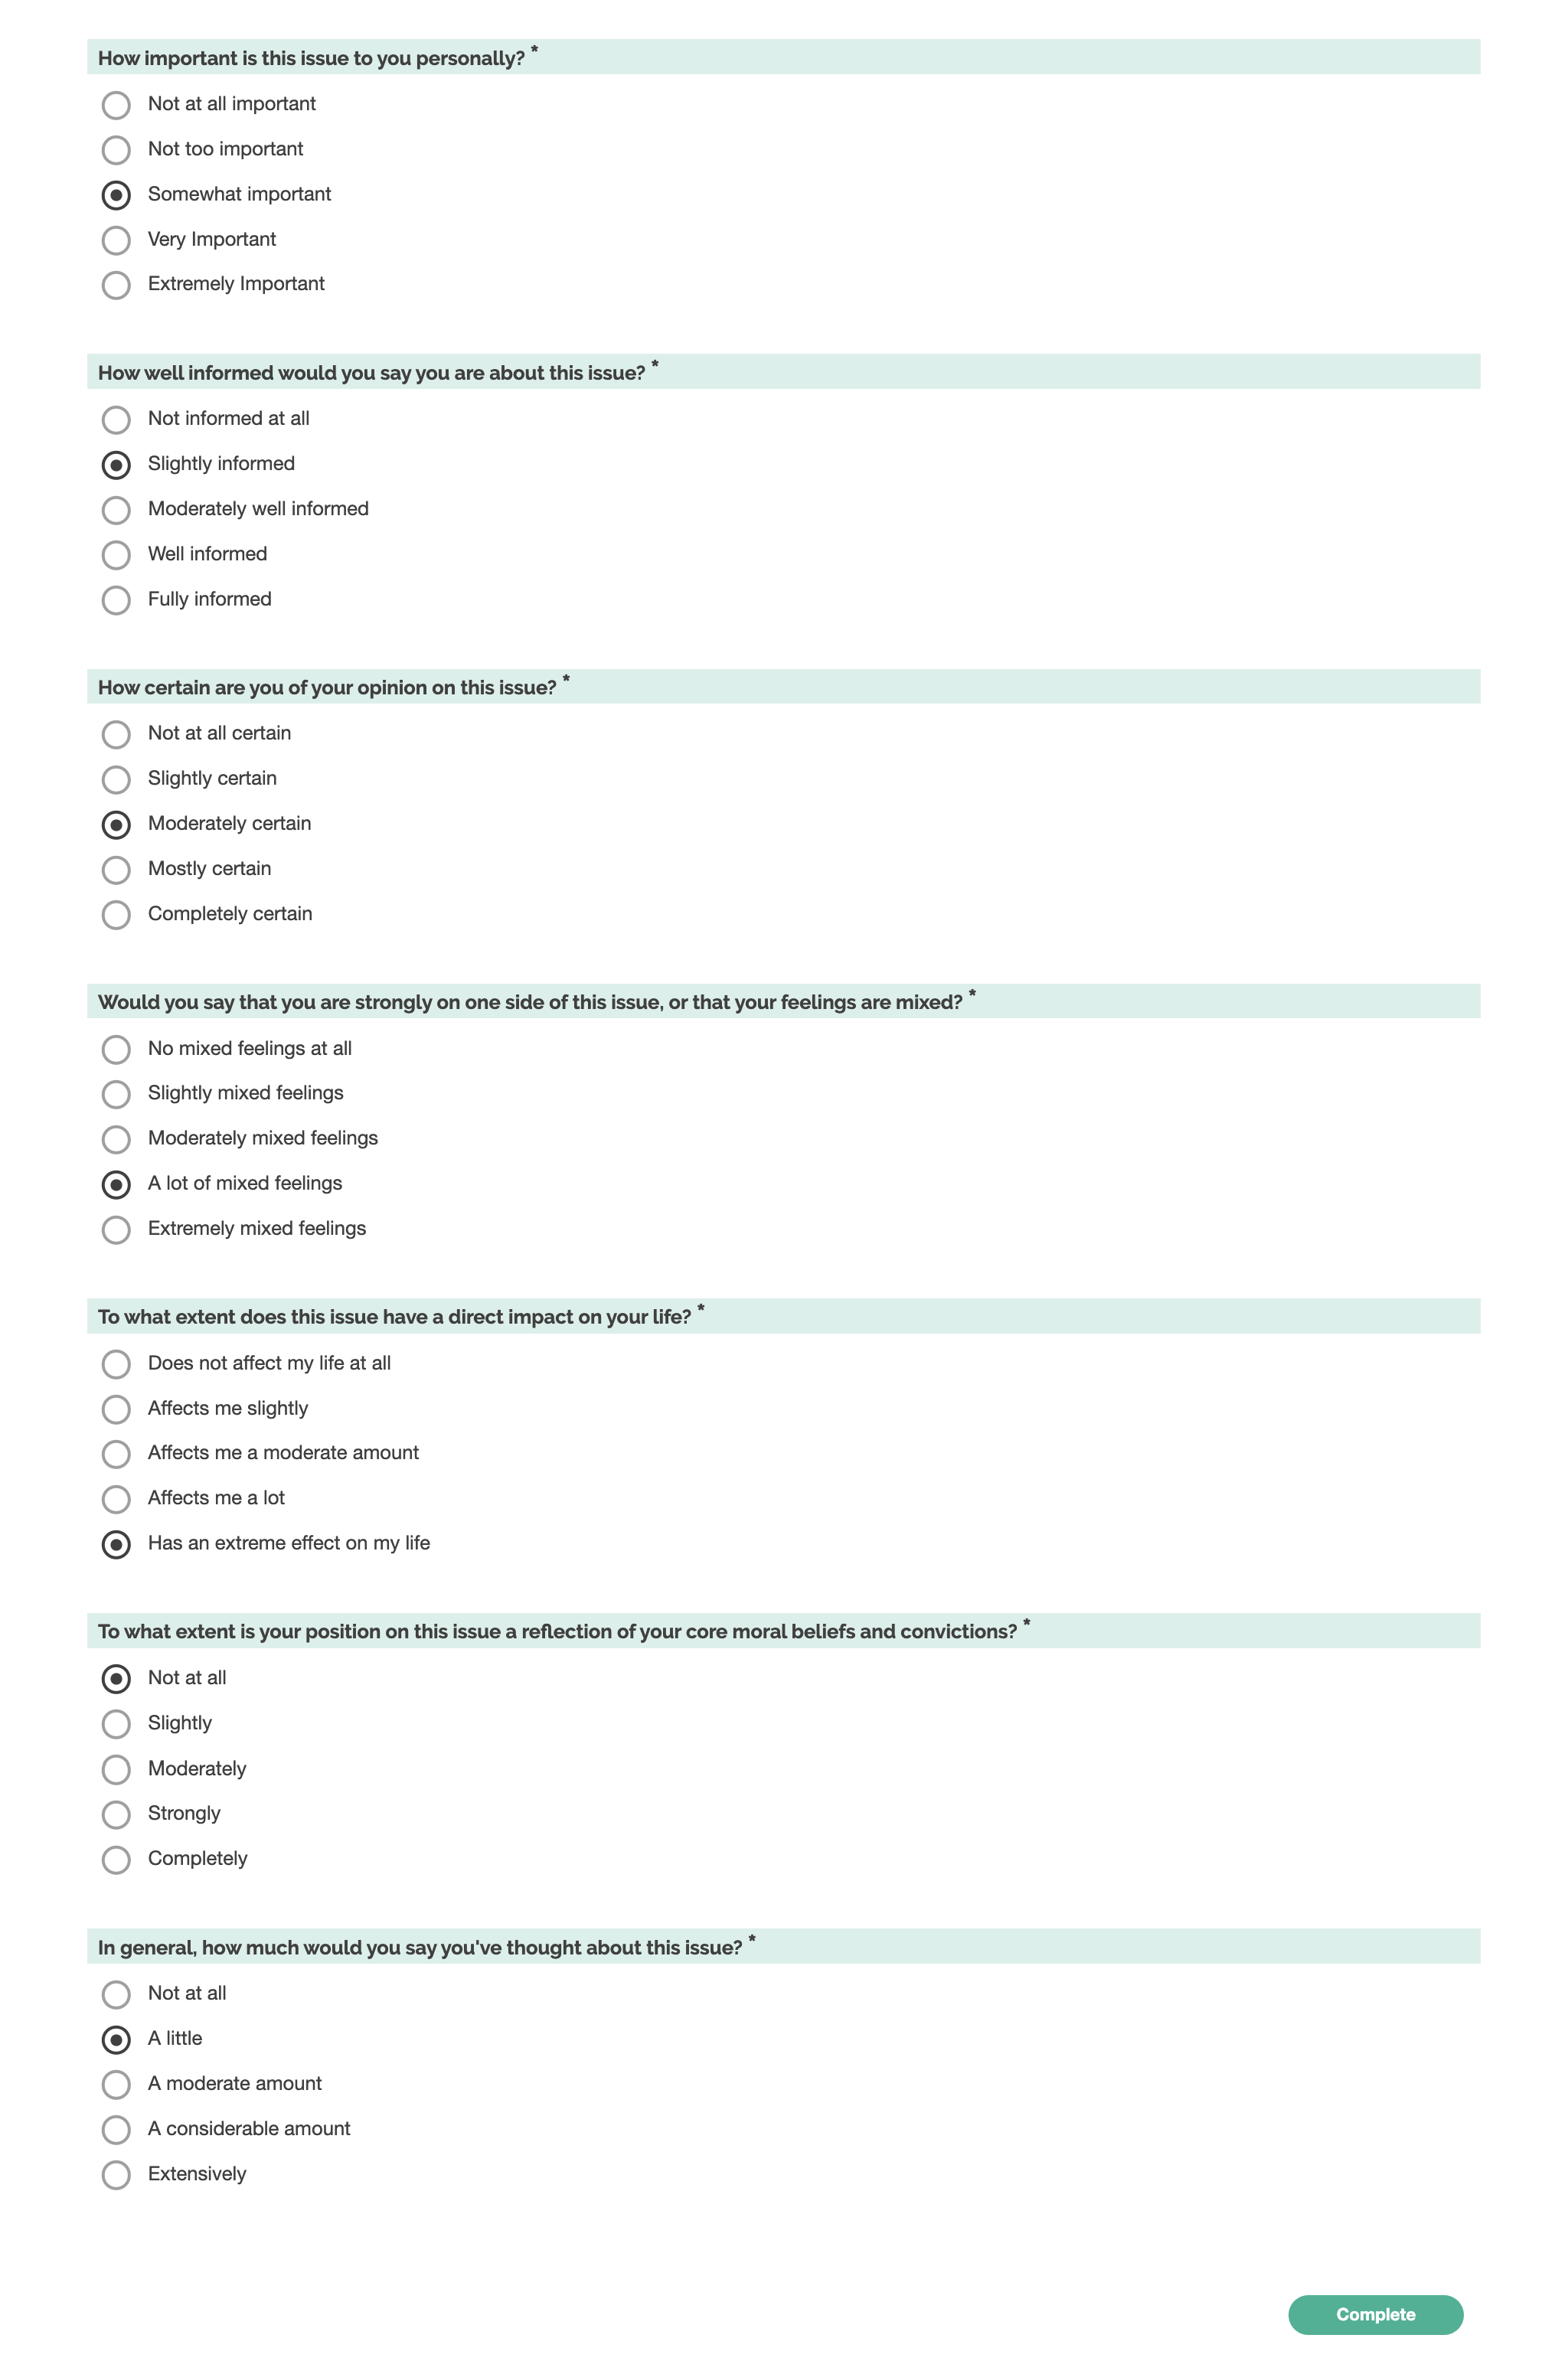 How important is this issue to you personally? *
Not at all important
Not too important
Somewhat important
Very Important
Extremely Important
How well informed would you say you are about this issue? *
Not informed at all
Slightly informed
Moderately well informed
Well informed
Fully informed
How certain are you of your opinion on this issue? *
Not at all certain
Slightly certain
Moderately certain
Mostly certain
Completely certain
Would you say that you are strongly on one side of this issue, or that your feelings are mixed? *
No mixed feelings at all
Slightly mixed feelings
Moderately mixed feelings
A lot of mixed feelings
Extremely mixed feelings
To what extent does this issue have a direct impact on your life? *
Does not affect my life at all
Affects me slightly
Affects me a moderate amount
Affects me a lot
Has an extreme effect on my life
To what extent is your position on this issue a reflection of your core moral beliefs and convictions? *
Not at all
Slightly
Moderately
Strongly
Completely
In general, how much would you say you've thought about this issue? *
Not at all
A little
A moderate amount
A considerable amount
Extensively
Complete